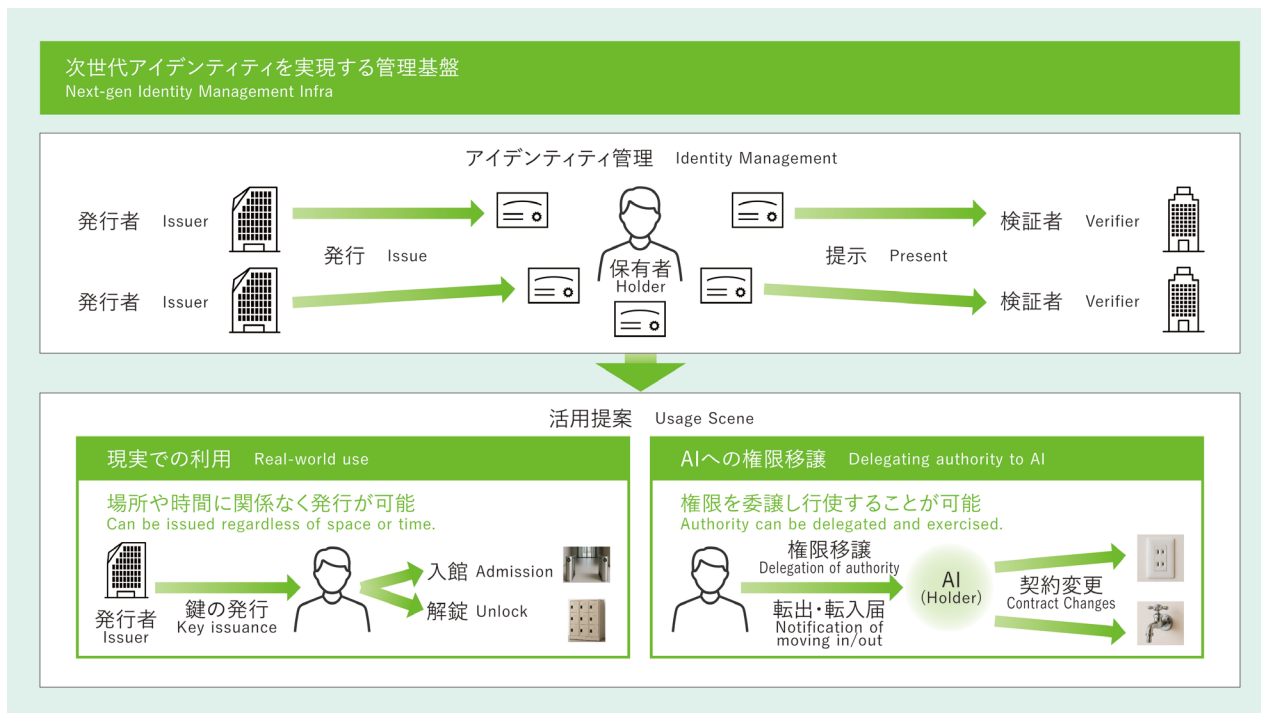 次世代アイデンティティを実現する管理基盤
Next-gen Identity Management Infra
アイデンティティ管理 Identity Management
発行者 Issuer
発行 Issue
発行者 Issuer
保有者
Holder
検証者 Verifier
提示 Present
検証者 Verifier
活用提案 Usage Scene
現実での利用 Real-world use
場所や時間に関係なく発行が可能
Can be issued regardless of space or time.
発行者
Issuer
鍵の発行
Key issuance
入館 Admission
解錠 Unlock
AIへの権限移譲 Delegating authority to AI
権限を委譲し行使することが可能
Authority can be delegated and exercised.
権限移譲
Delegation of authority
転出・転入届
Notification of
moving in/out
AI
(Holder)
契約変更
Contract Changes